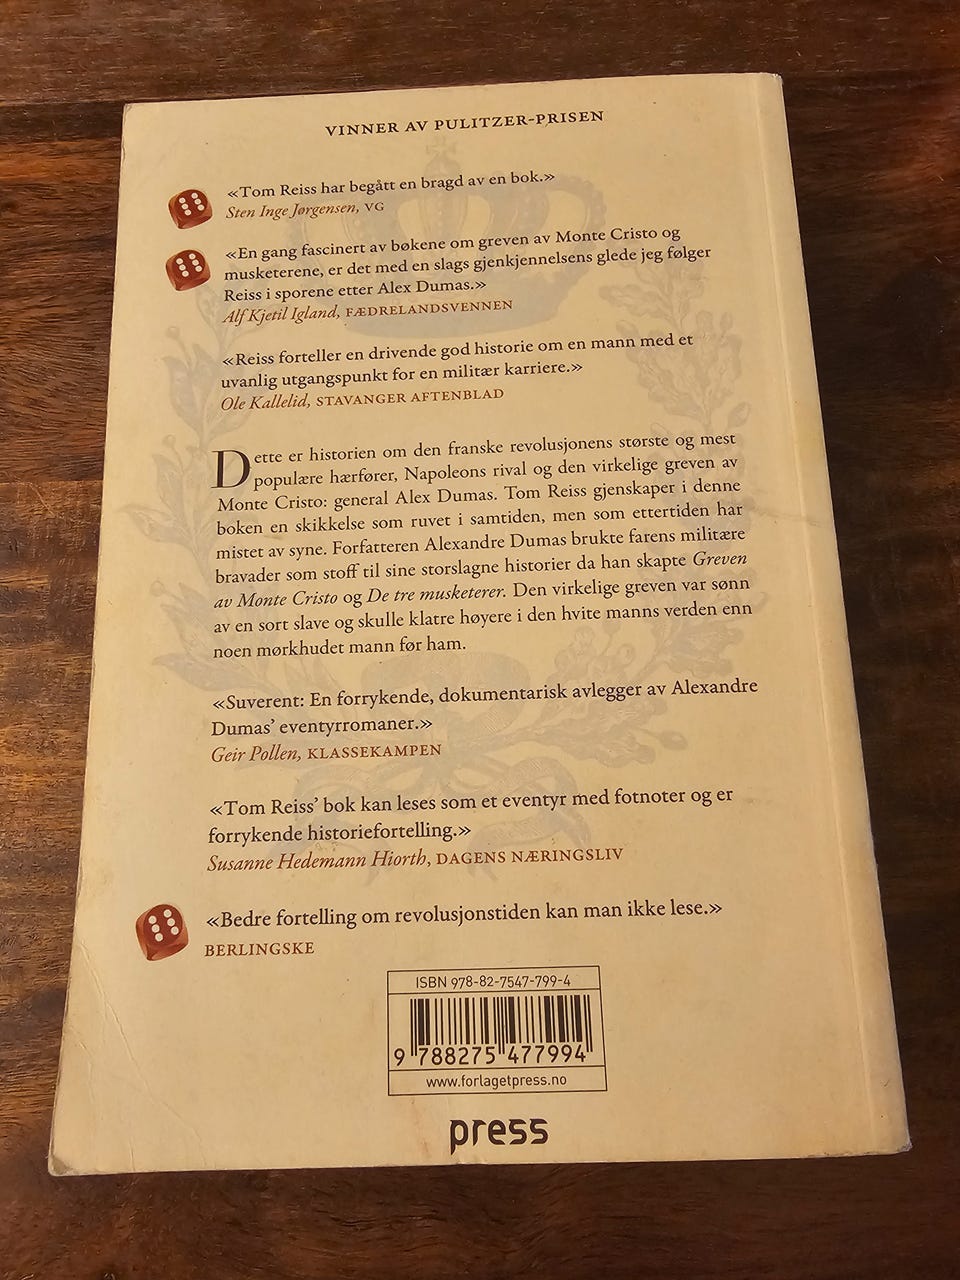 VINNER AV PULITZER-PRISEN
«Tom Reiss har begått en bragd av en bok.»
Sten Inge Jørgensen, VG
«En gang fascinert av bøkene om greven av Monte Cristo og
musketerene, er det med en slags gjenkjennelsens glede jeg følger
Reiss i sporene etter Alex Dumas.»
Alf Kjetil Igland, FÆDRELANDSVENNEN
«Reiss forteller en drivende god historie om en mann med et
uvanlig utgangspunkt for en militær karriere.»
Ole Kallelid, STAVANGER AFTENBLAD
Dette er historien om den franske revolusjonens største og mest
populære hærfører, Napoleons rival og den virkelige greven av
Monte Cristo: general Alex Dumas. Tom Reiss gjenskaper i denne
boken en skikkelse som ruvet i samtiden, men som ettertiden har
mistet av syne. Forfatteren Alexandre Dumas brukte farens militære
bravader som stoff til sine storslagne historier da han skapte Greven
av Monte Cristo og De tre musketerer. Den virkelige greven var sønn
av en sort slave og skulle klatre høyere i den hvite manns verden enn
noen mørkhudet mann før ham.
«Suverent: En forrykende, dokumentarisk avlegger av Alexandre
Dumas' eventyrromaner.»
Geir Pollen, KLASSEKAMPEN
«Tom Reiss' bok kan leses som et eventyr med fotnoter og er
forrykende historiefortelling.»
Susanne Hedemann Hiorth, DAGENS NÆRINGSLIV
«Bedre fortelling om revolusjonstiden kan man ikke lese.»
BERLINGSKE
ISBN 978-82-7547-799-4
9 788275 477994
www.forlagetpress.no
press